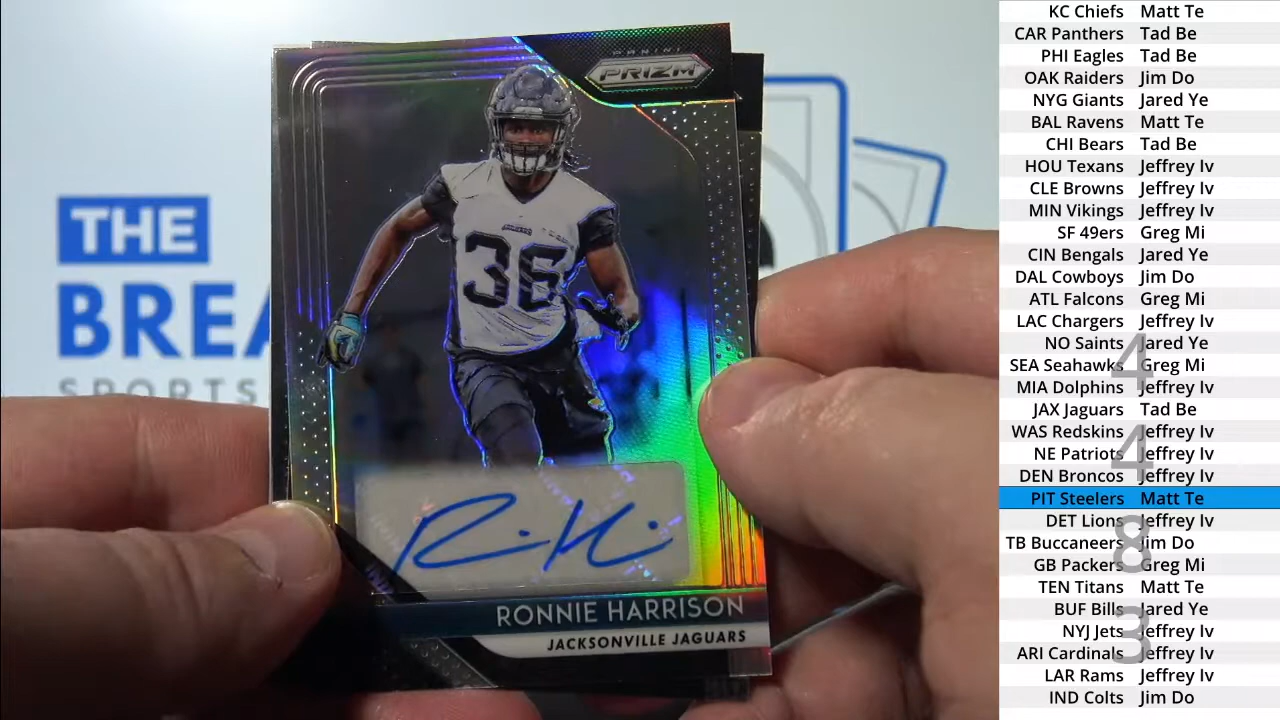 PANINI
PRIZM
THE
BREA
SPORTS
JAGUARS
36
RONNIE HARRISON
JACKSONVILLE JAGUARS
KC Chiefs Matt Te
CAR Panthers Tad Be
PHI Eagles Tad Be
OAK Raiders Jim Do
NYG Giants Jared Ye
BAL Ravens Matt Te
CHI Bears Tad Be
HOU Texans Jeffrey Iv
CLE Browns Jeffrey Iv
MIN Vikings Jeffrey Iv
SF 49ers Greg Mi
CIN Bengals Jared Ye
DAL Cowboys Jim Do
ATL Falcons Greg Mi
LAC Chargers Jeffrey Iv
NO Saints Jared Ye
SEA Seahawks Greg Mi
MIA Dolphins Jeffrey Iv
JAX Jaguars Tad Be
WAS Redskins Jeffrey Iv
NE Patriots Jeffrey Iv
DEN Broncos Jeffrey Iv
PIT Steelers Matt Te
DET Lions Jeffrey Iv
TB Buccaneers Jim Do
GB Packers Greg Mi
TEN Titans Matt Te
BUF Bills Jared Ye
NYJ Jets Jeffrey Iv
ARI Cardinals Jeffrey Iv
LAR Rams Jeffrey Iv
IND Colts Jim Do
4
4
8
3